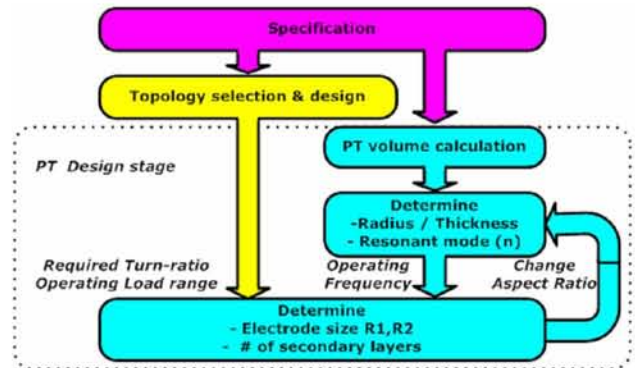 Specification
Topology selection & design
PT volume calculation
PT Design stage
Determine
-Radius / Thickness
- Resonant mode (n)
Required Turn-ratio
Operating Load range
Operating
Frequency
Change
Aspect Ratio
Determine
- Electrode size R1,R2
- # of secondary layers